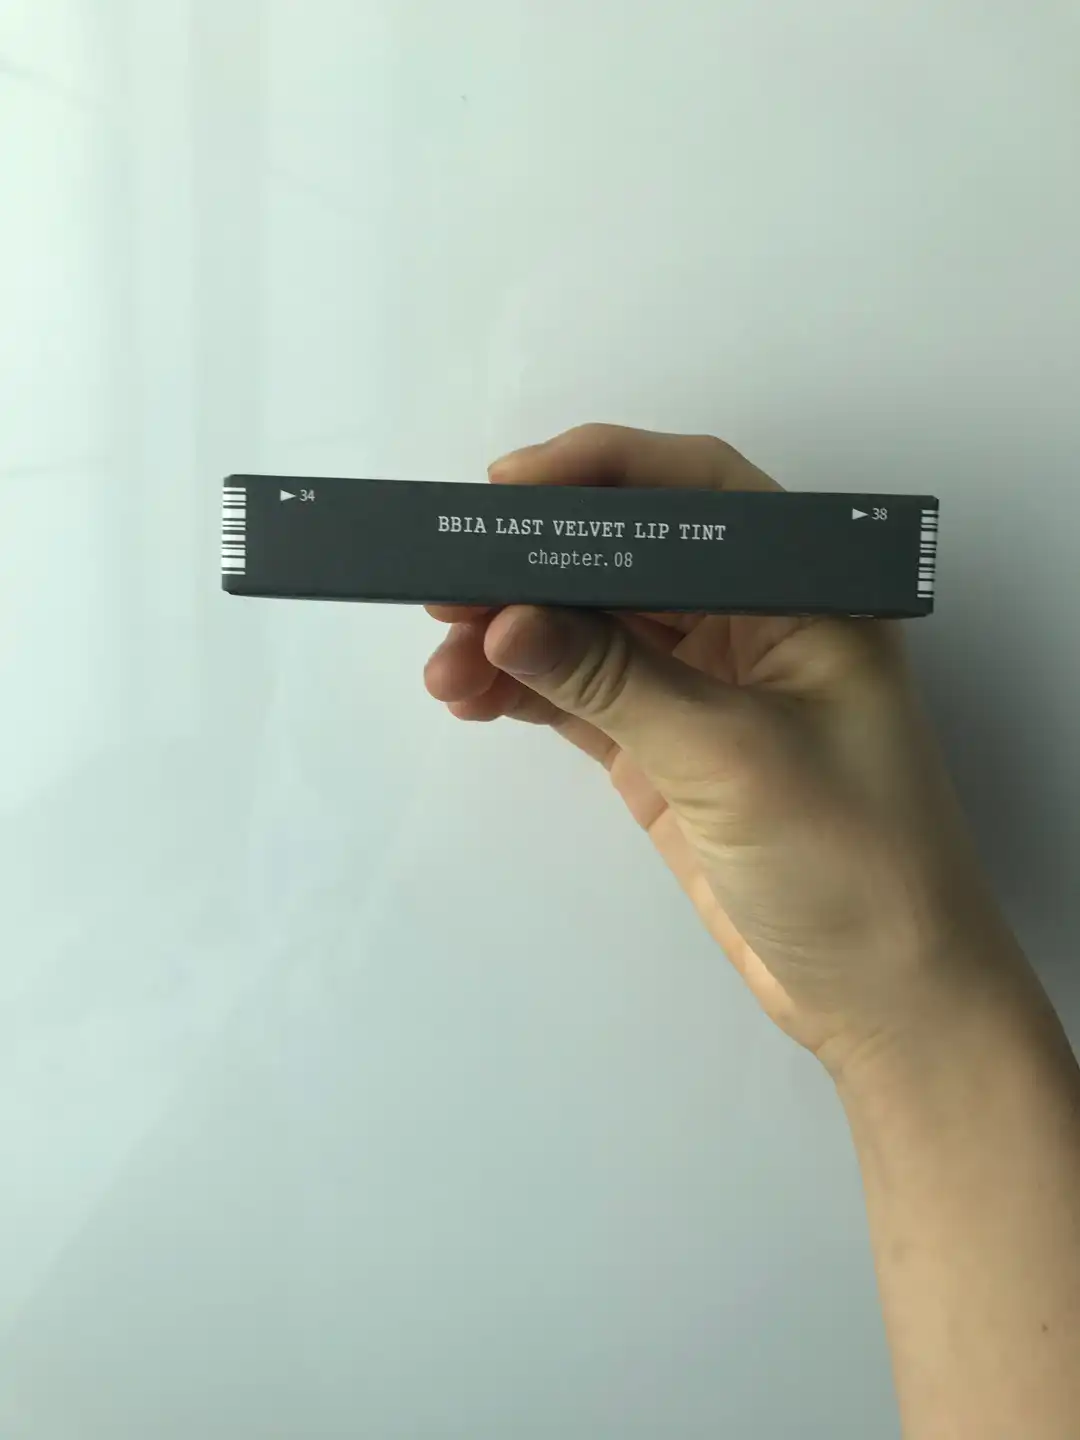 ▶ 34
▶ 38
BBIA LAST VELVET LIP TINT
chapter.08